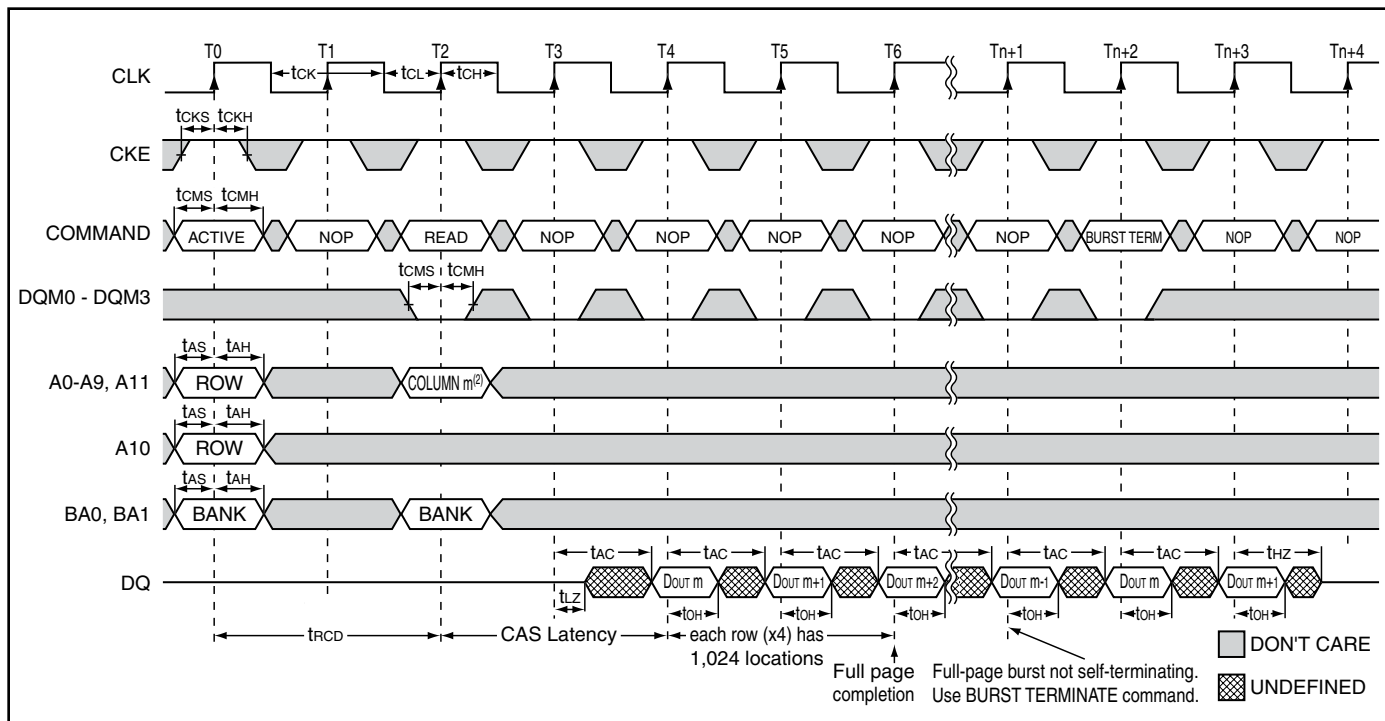 T0 T1 T2 T3 T4 T5 T6 Tn+1 Tn+2 Tn+3 Tn+4
CLK tCK tCL tCH
tCKS tCKH
CKE
tCMS tCMH
COMMAND ACTIVE NOP READ NOP NOP NOP NOP NOP BURST TERM NOP NOP
tCMS tCMH
DQM0 - DQM3
tAS tAH
A0-A9, A11 ROW COLUMN m(2)
tAS tAH
A10 ROW
tAS tAH
BA0, BA1 BANK BANK
tAC tAC tAC tAC tAC tAC tHZ
DQ DOUT m DOUT m+1 DOUT m+2 DOUT m-1 DOUT m DOUT m+1
tLZ tOH tOH tOH tOH tOH tOH
tRCD CAS Latency each row (x4) has
1,024 locations
Full page
completion
Full-page burst not self-terminating.
Use BURST TERMINATE command.
DON'T CARE
UNDEFINED